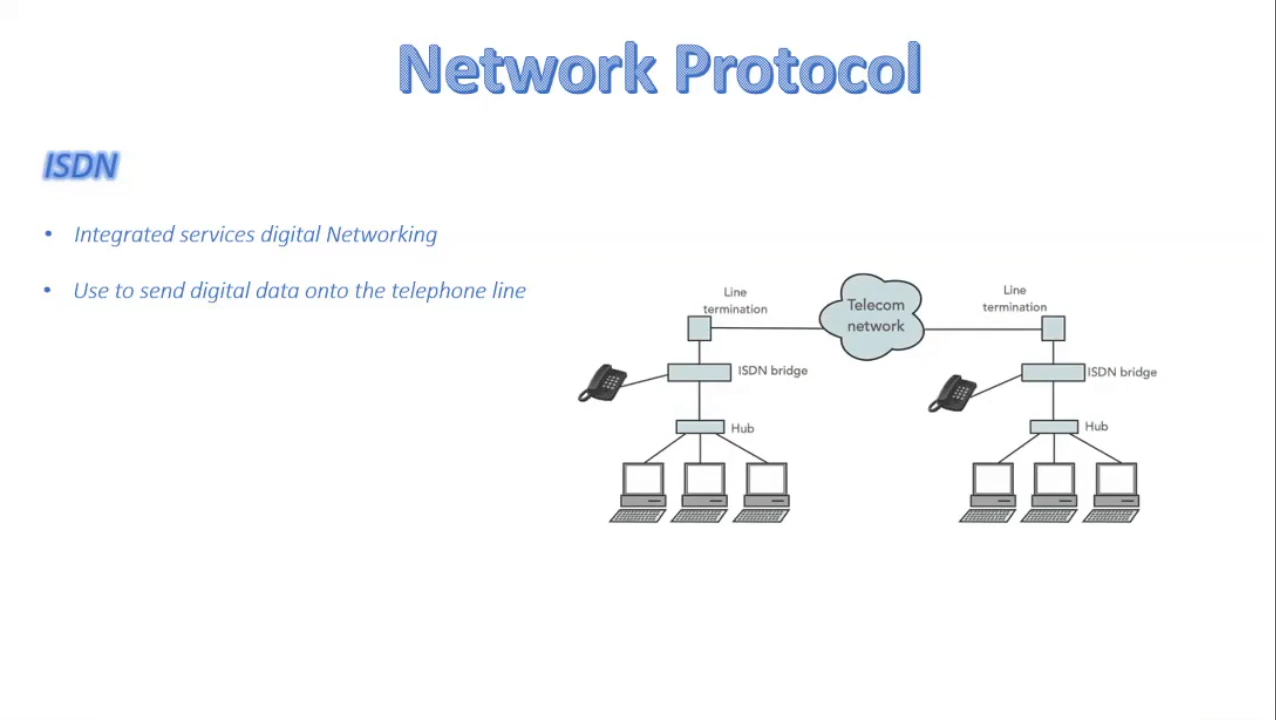 Network Protocol
ISDN
• Integrated services digital Networking
• Use to send digital data onto the telephone line
Line
termination
Telecom
network
Line
termination
ISDN bridge
ISDN bridge
Hub
Hub